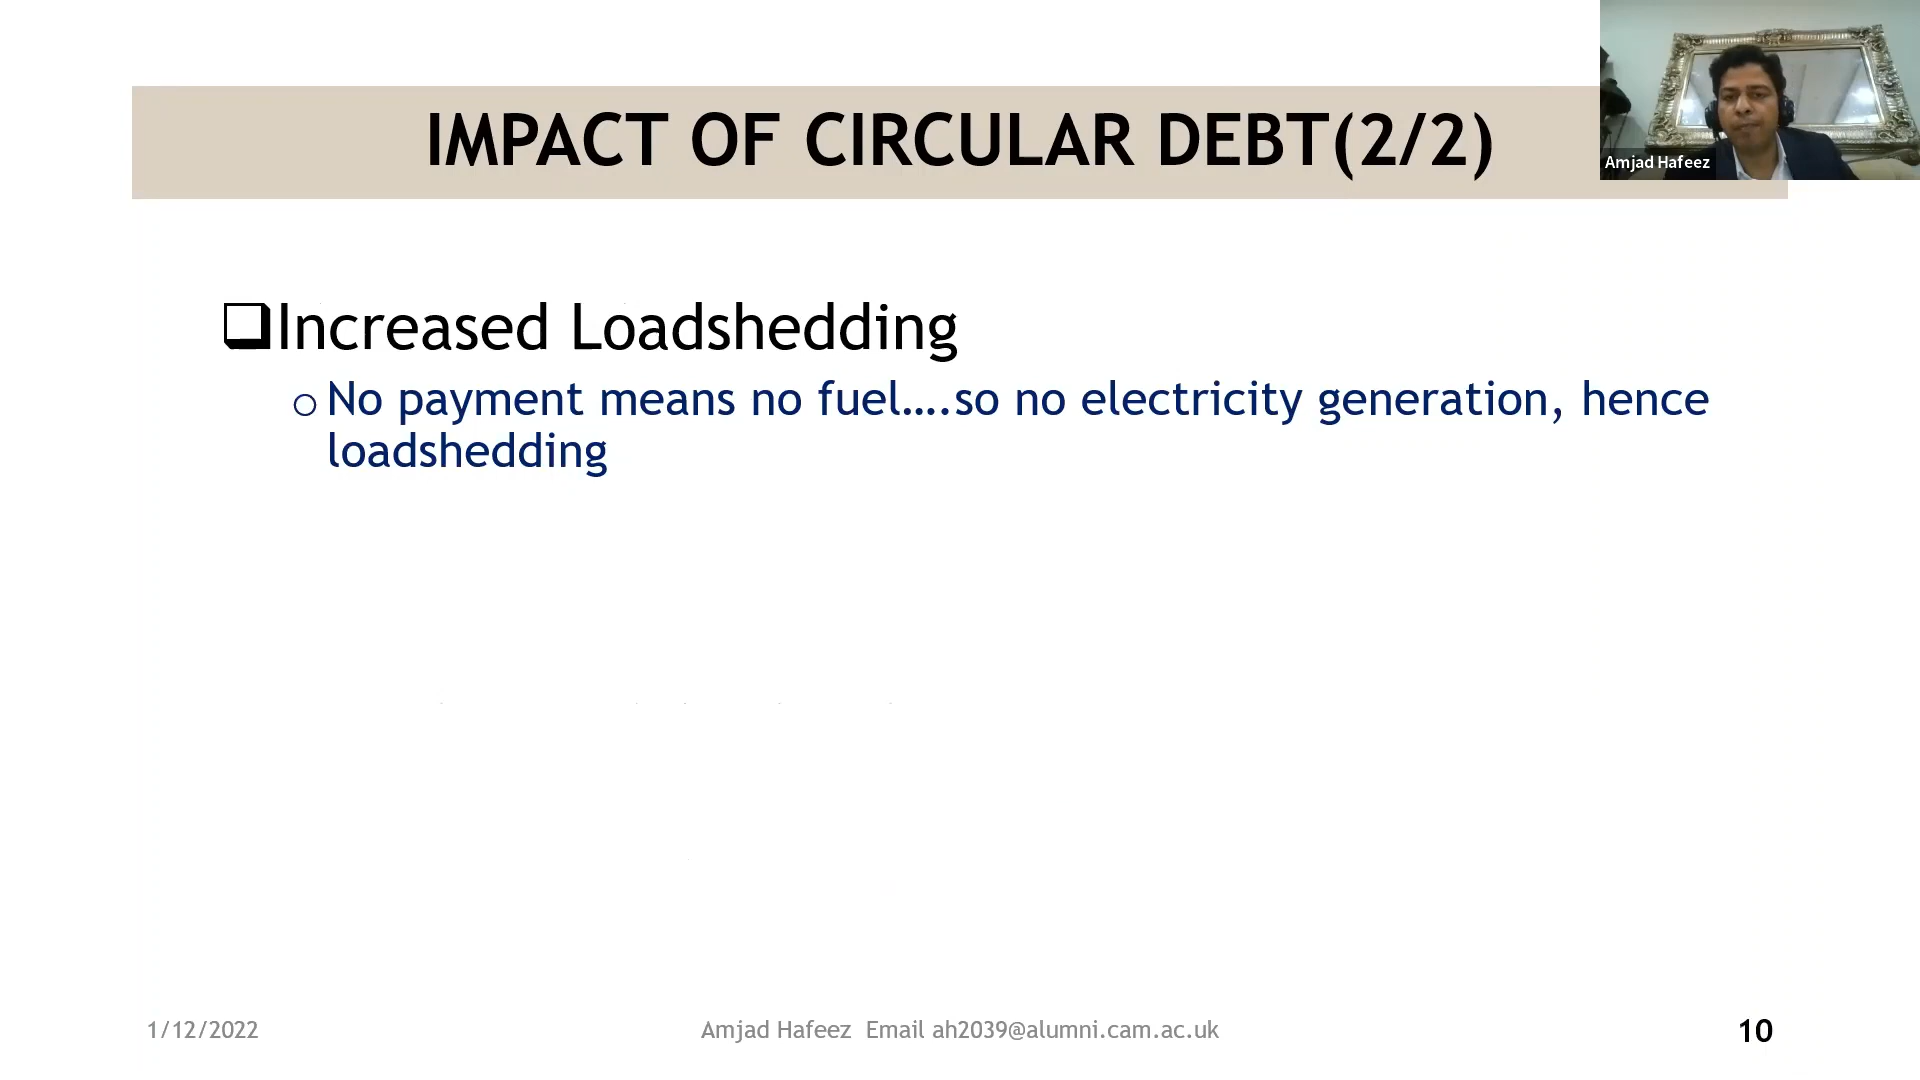 IMPACT OF CIRCULAR DEBT(2/2)
Amjad Hafeez
Increased Loadshedding
No payment means no fuel....so no electricity generation, hence
loadshedding
1/12/2022
Amjad Hafeez Email ah2039@alumni.cam.ac.uk
10